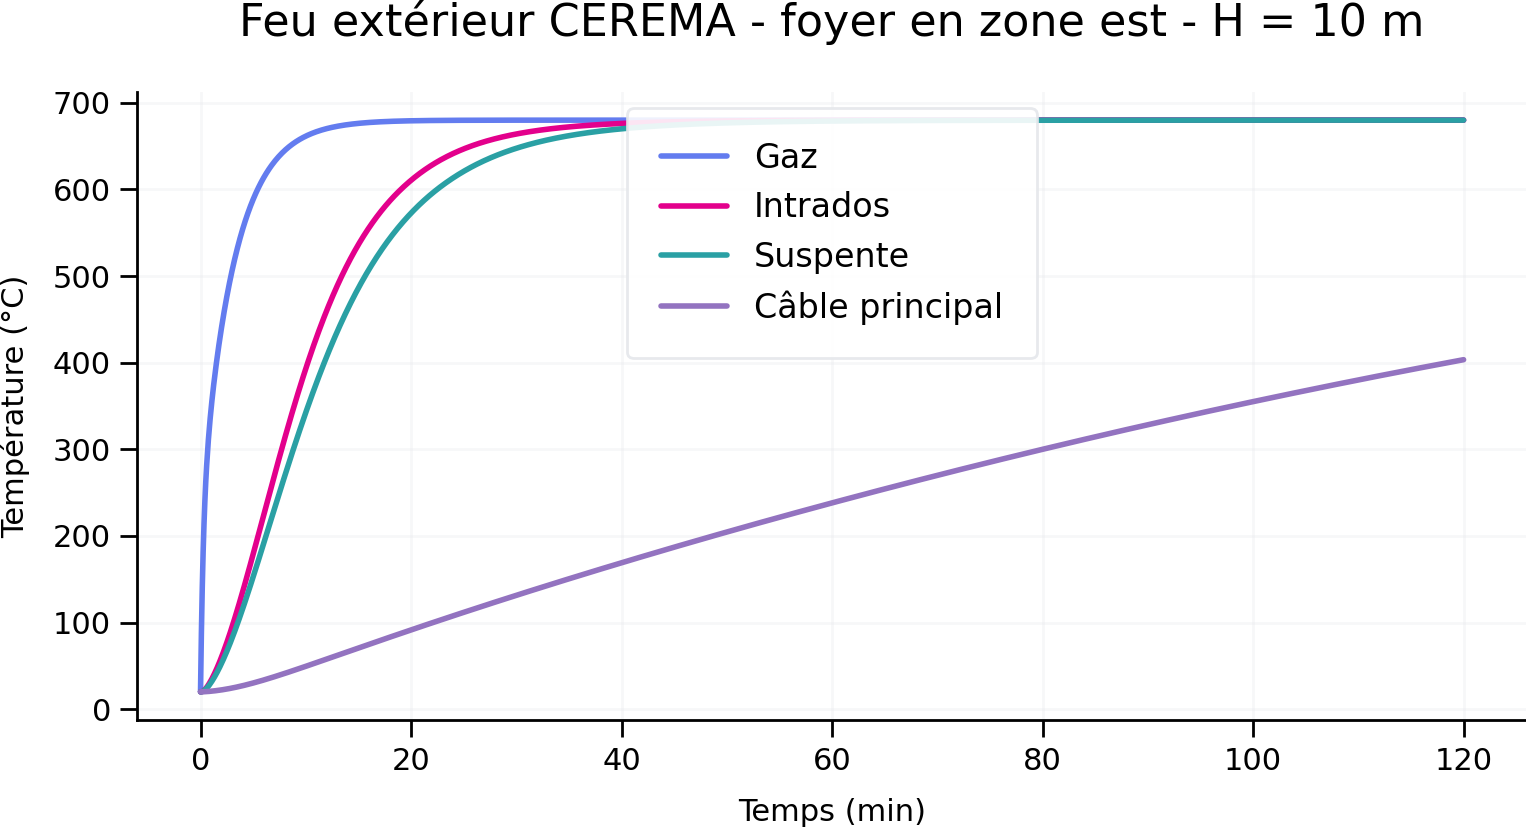 Feu extérieur CEREMA - foyer en zone est - H = 10 m
Température (°C)
700
600
500
400
300
200
100
0
Gaz
Intrados
Suspente
Câble principal
0 20 40 60 80 100 120
Temps (min)